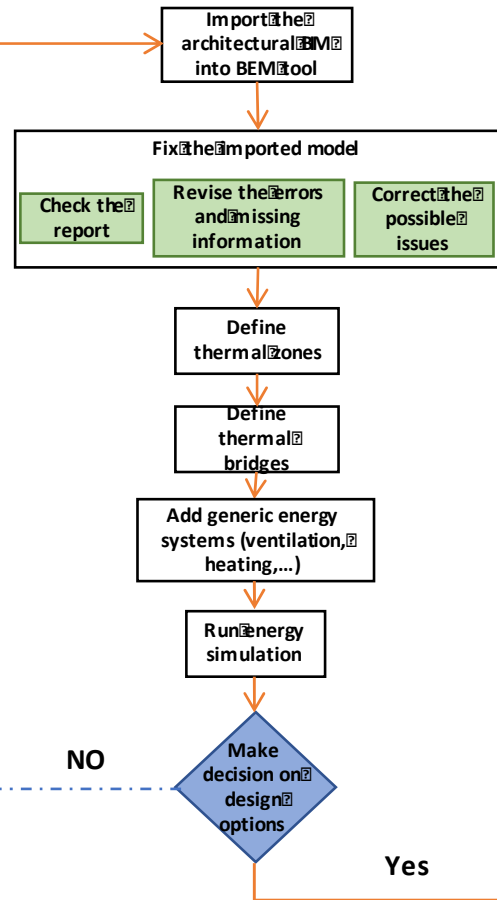 Import the
architectural BIM
into BEM tool
Fix the imported model
Check the
report
Revise the errors
and missing
information
Correct the
possible
issues
Define
thermal zones
Define
thermal
bridges
Add generic energy
systems (ventilation,
heating,...)
Run energy
simulation
Make
decision on
design
options
NO
Yes